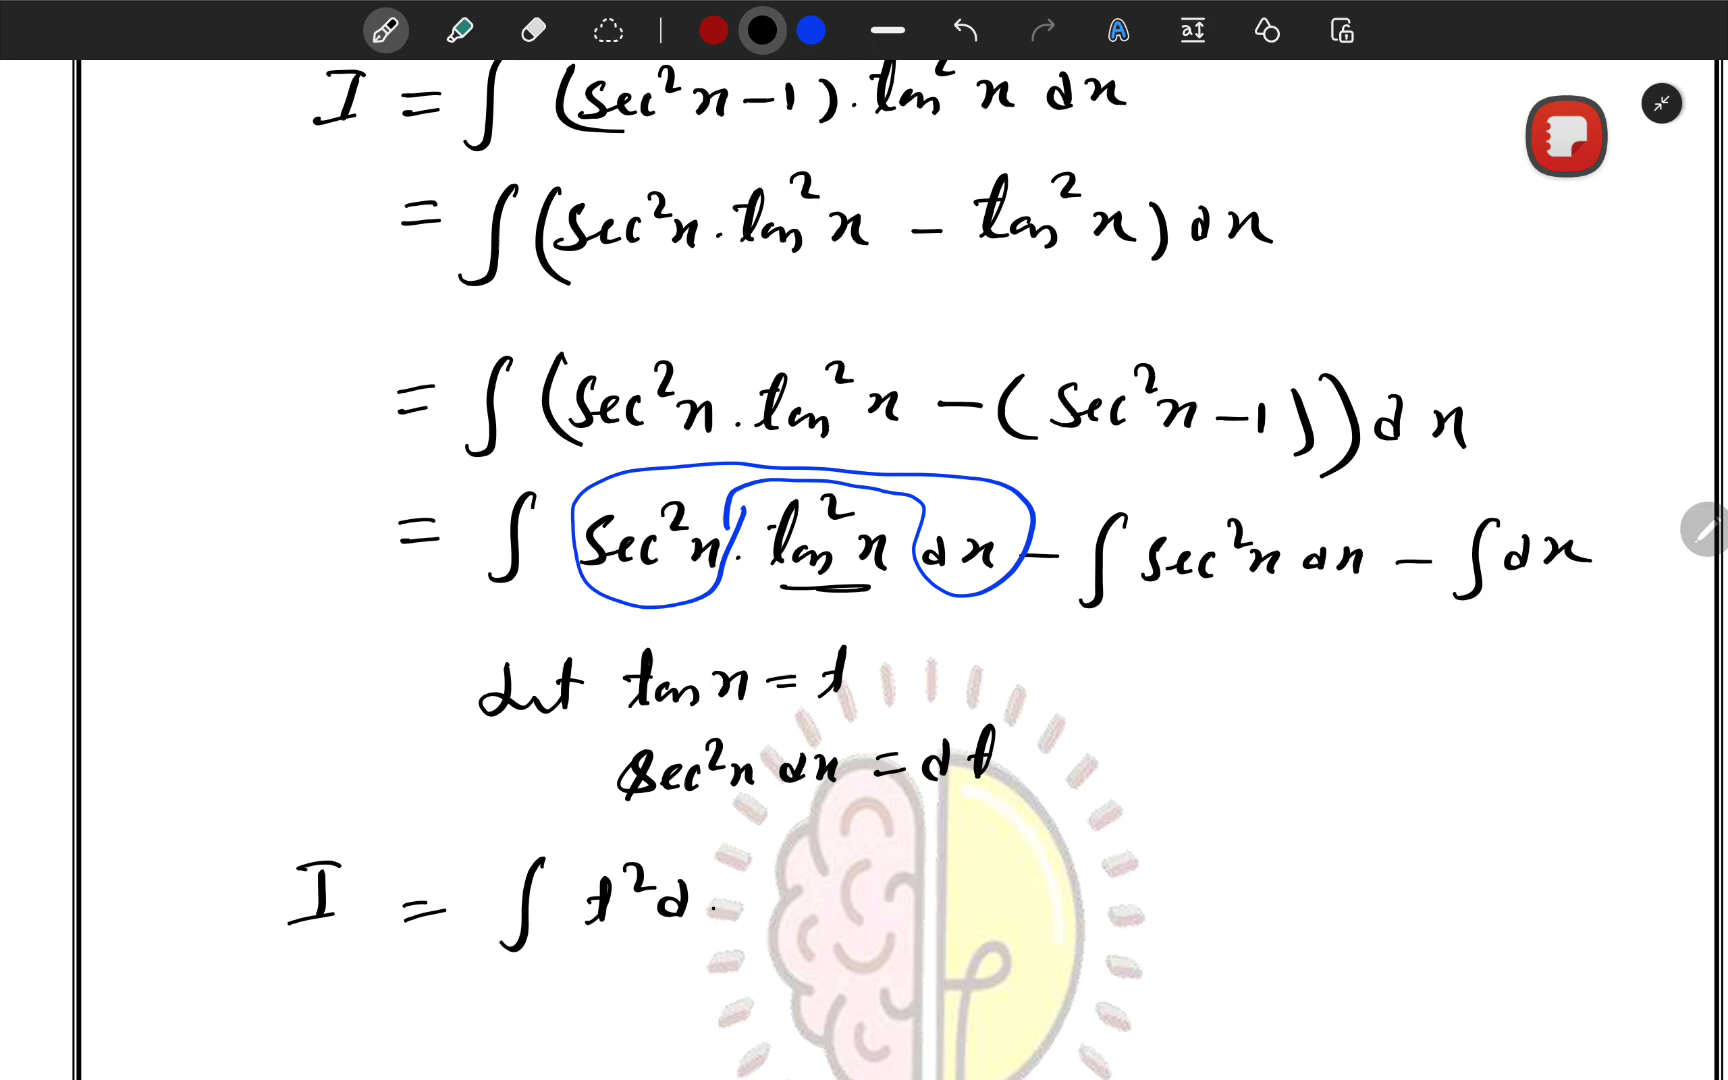 I = ∫ (sec²x-1). tan²x dx
= ∫ (sec²x. tan²x - tan²x) dx
= ∫ (sec²x. tan²x - (sec²x-1)) dx
= ∫ sec²x. tan²x dx - ∫ sec²x dx - ∫ dx
Let tan x = t
sec²x dx = dt
I = ∫ t²d